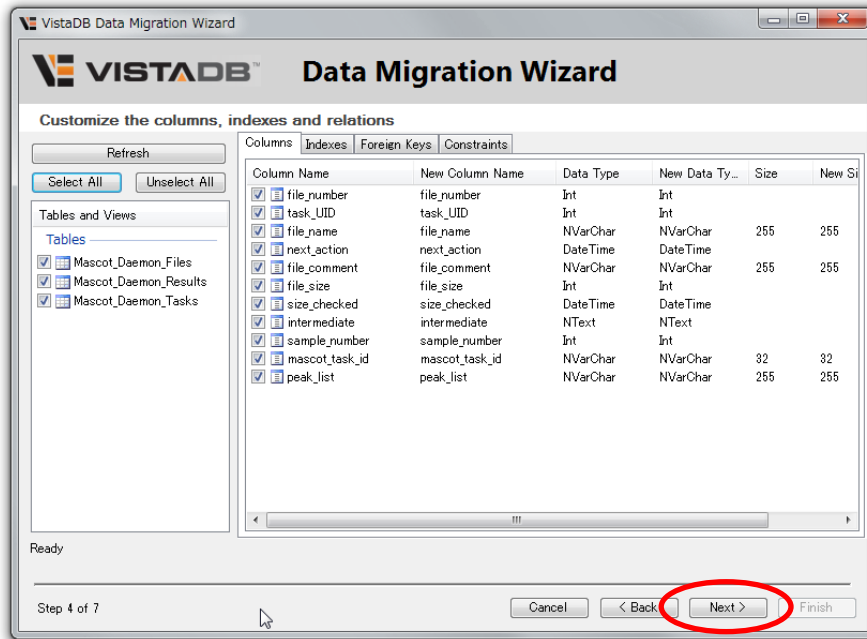 VistaDB Data Migration Wizard
VISTADB™ Data Migration Wizard
Customize the columns, indexes and relations
Refresh
Select All Unselect All
Tables and Views
Tables
Mascot_Daemon_Files
Mascot_Daemon_Results
Mascot_Daemon_Tasks
Columns Indexes Foreign Keys Constraints
Column Name New Column Name Data Type New Data Ty... Size New Si
file_number file_number Int Int
task_UID task_UID Int Int
file_name file_name NVarChar NVarChar 255 255
next_action next_action DateTime DateTime
file_comment file_comment NVarChar NVarChar 255 255
file_size file_size Int Int
size_checked size_checked DateTime DateTime
intermediate intermediate NText NText
sample_number sample_number Int Int
mascot_task_id mascot_task_id NVarChar NVarChar 32 32
peak_list peak_list NVarChar NVarChar 255 255
Ready
Step 4 of 7
Cancel < Back Next > Finish